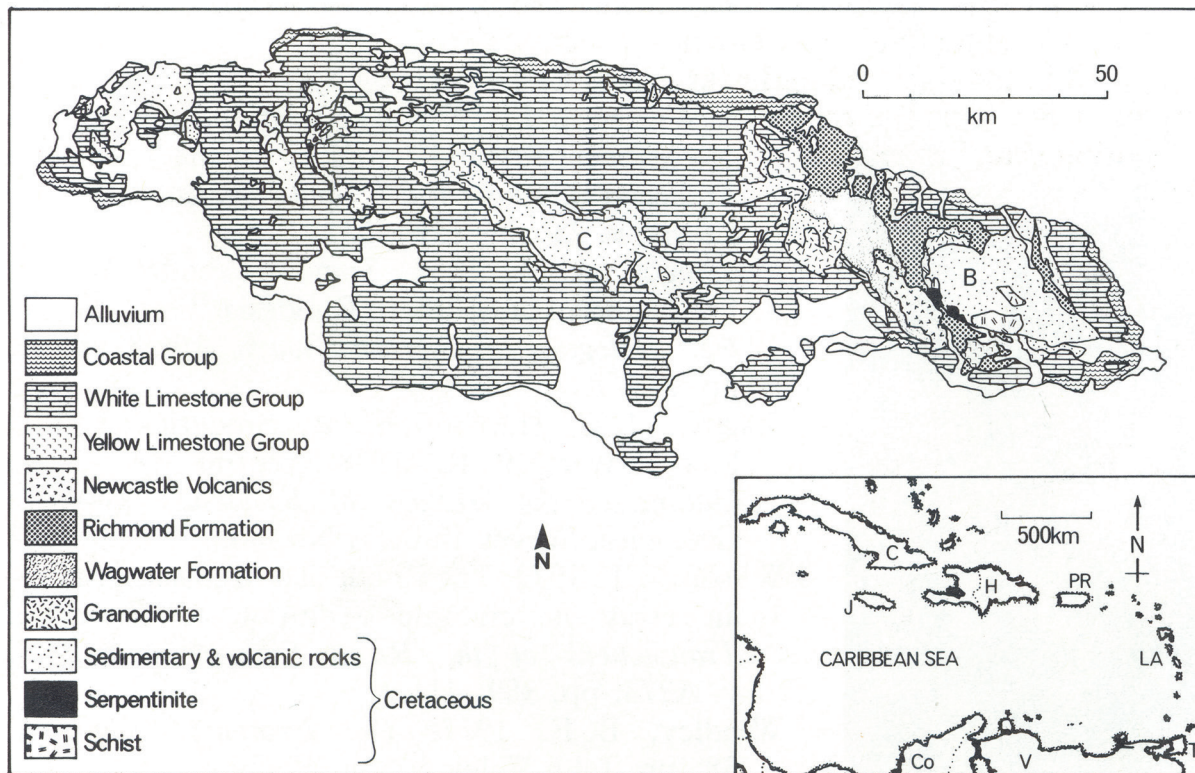 0 50
km
C
B
Alluvium
Coastal Group
White Limestone Group
Yellow Limestone Group
Newcastle Volcanics
Richmond Formation
Wagwater Formation
Granodiorite
Sedimentary & volcanic rocks
Serpentinite
Schist
Cretaceous
N
500km
N
C
H
PR
J
CARIBBEAN SEA
LA
Co
V
T